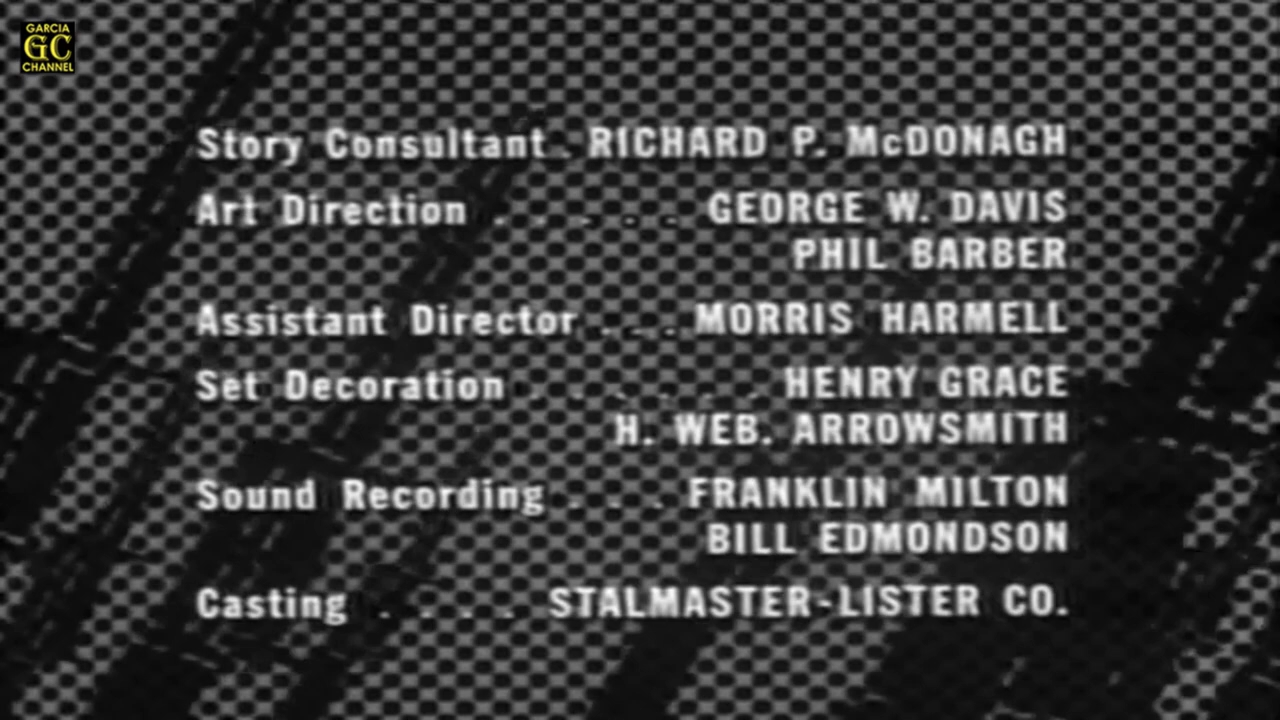 GARCIA
GC
CHANNEL
Story Consultant . RICHARD P. McDONAGH
Art Direction . . . . . GEORGE W. DAVIS
PHIL BARBER
Assistant Director . . . MORRIS HARMELL
Set Decoration . . . . . . HENRY GRACE
H. WEB. ARROWSMITH
Sound Recording . . . FRANKLIN MILTON
BILL EDMONDSON
Casting . . . . STALMASTER-LISTER CO.